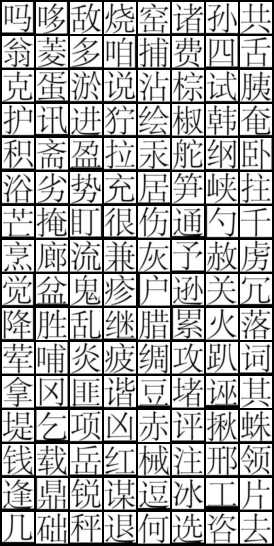 吗哆敌烧窑诸孙共
翁菱多咱捕费四舌
克蛋淤说沾棕试胰
护讯进狞绘椒韩奄
积斋盈拉汞舵纲卧
浴劣势充居笋峡拄
芒掩盯很伤通勺千
烹廊流兼灰予赦虏
觉盆鬼疹户逊关冗
降胜乱继腊累火落
荤哺炎疲绸攻趴词
拿冈匪谐豆堵诬其
堤乞项凶赤评揪蛛
钱载岳红械注邢领
逢鼎锐谋逗冰工片
几础秤退何选咨去